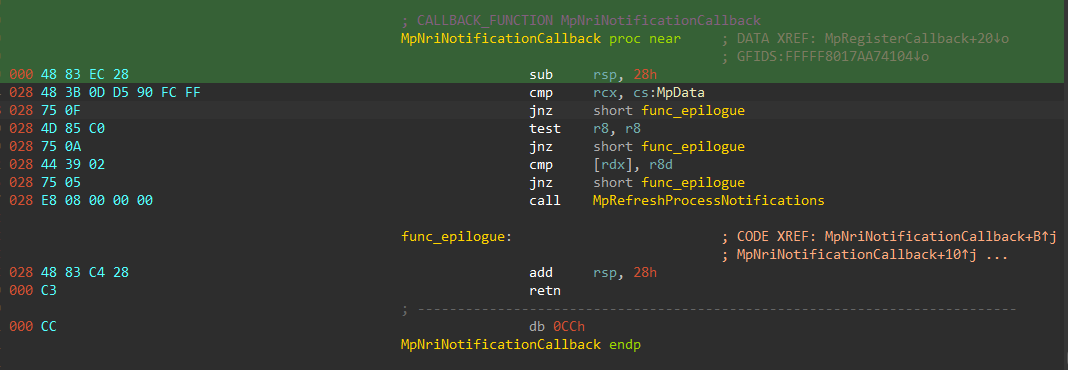 ; CALLBACK_FUNCTION MpNriNotificationCallback
MpNriNotificationCallback proc near ; DATA XREF: MpRegisterCallback+20↓o
; GFIDS:FFFFF8017AA74104↓o
000 48 83 EC 28 sub rsp, 28h
028 48 3B 0D D5 90 FC FF cmp rcx, cs:MpData
028 75 0F jnz short func_epilogue
028 4D 85 C0 test r8, r8
028 75 0A jnz short func_epilogue
028 44 39 02 cmp [rdx], r8d
028 75 05 jnz short func_epilogue
028 E8 08 00 00 00 call MpRefreshProcessNotifications
func_epilogue: ; CODE XREF: MpNriNotificationCallback+B↑j
; MpNriNotificationCallback+10↑j ...
028 48 83 C4 28 add rsp, 28h
000 C3 retn
; ---------------------------------------------------------------------------
000 CC db 0CCh
MpNriNotificationCallback endp